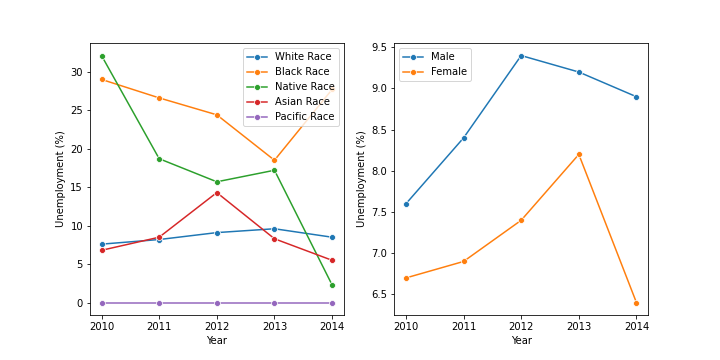 White Race
Black Race
Native Race
Asian Race
Pacific Race
30
25
20
15
10
5
0
Unemployment (%)
2010 2011 2012 2013 2014
Year
Male
Female
9.5
9.0
8.5
8.0
7.5
7.0
6.5
Unemployment (%)
2010 2011 2012 2013 2014
Year